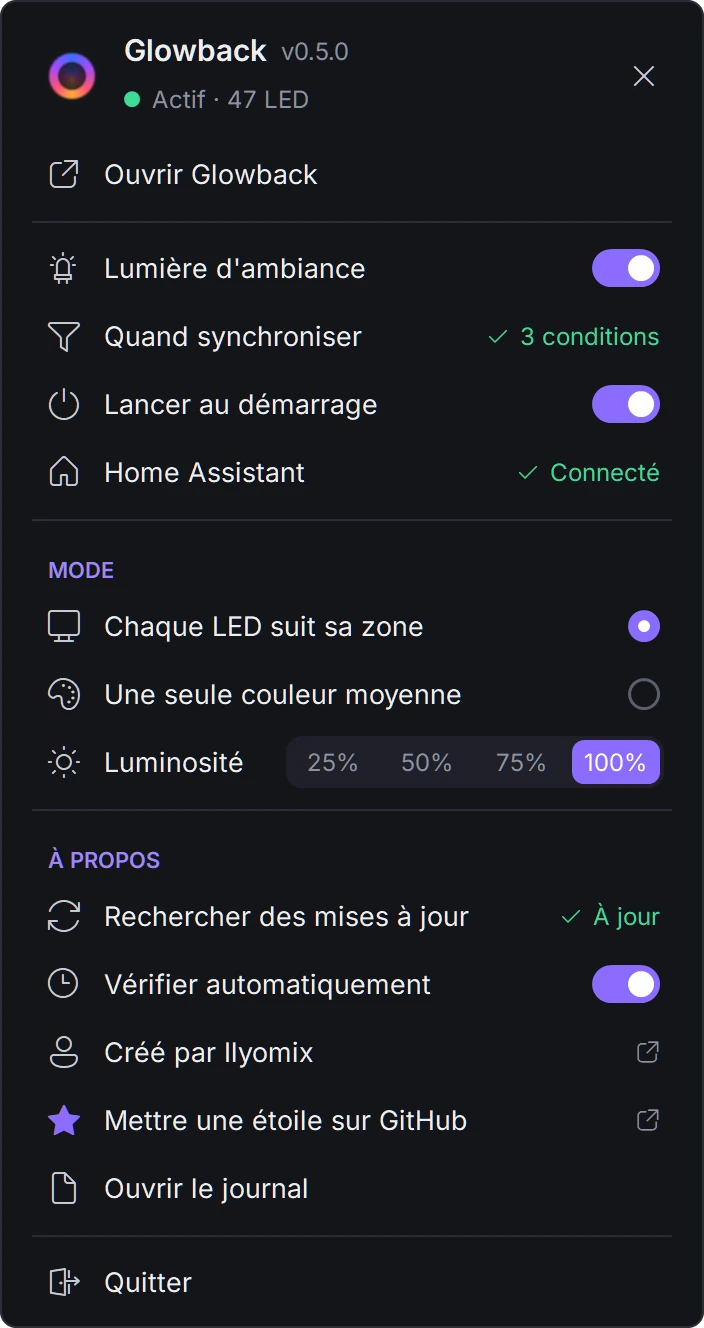 Glowback v0.5.0
Actif · 47 LED
Ouvrir Glowback
Lumière d'ambiance
Quand synchroniser 3 conditions
Lancer au démarrage
Home Assistant Connecté
MODE
Chaque LED suit sa zone
Une seule couleur moyenne
Luminosité 25% 50% 75% 100%
À PROPOS
Rechercher des mises à jour À jour
Vérifier automatiquement
Créé par Ilyomix
Mettre une étoile sur GitHub
Ouvrir le journal
Quitter